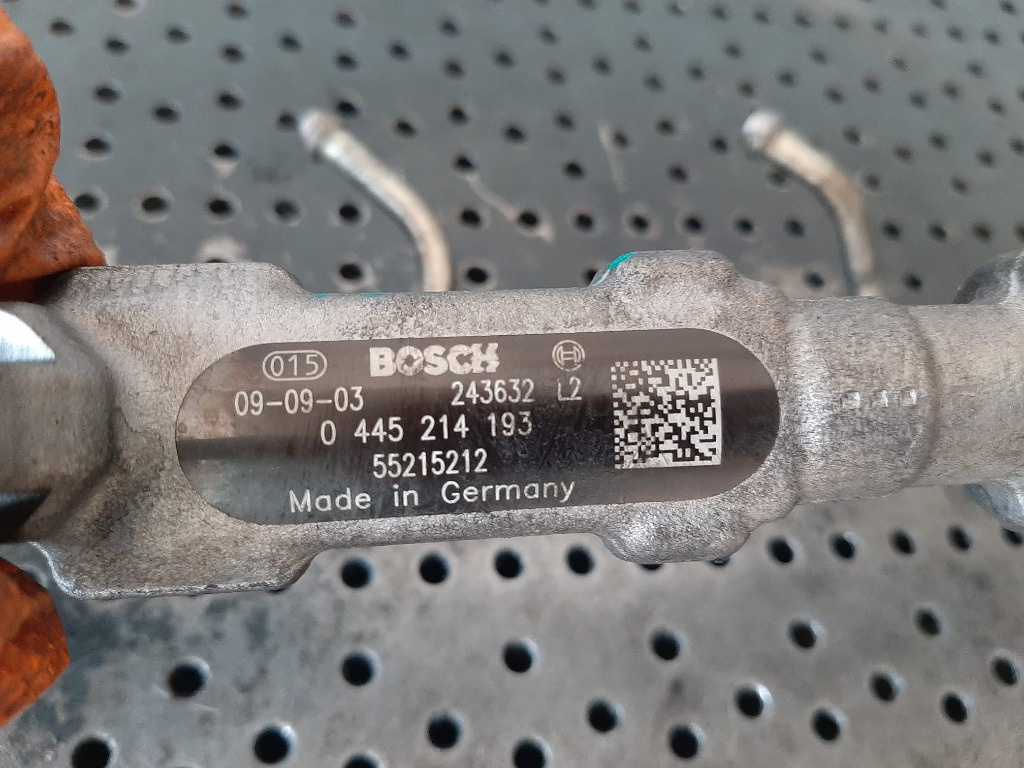 015 BOSCH
09-09-03 243632 L2
0 445 214 193
55215212
Made in Germany